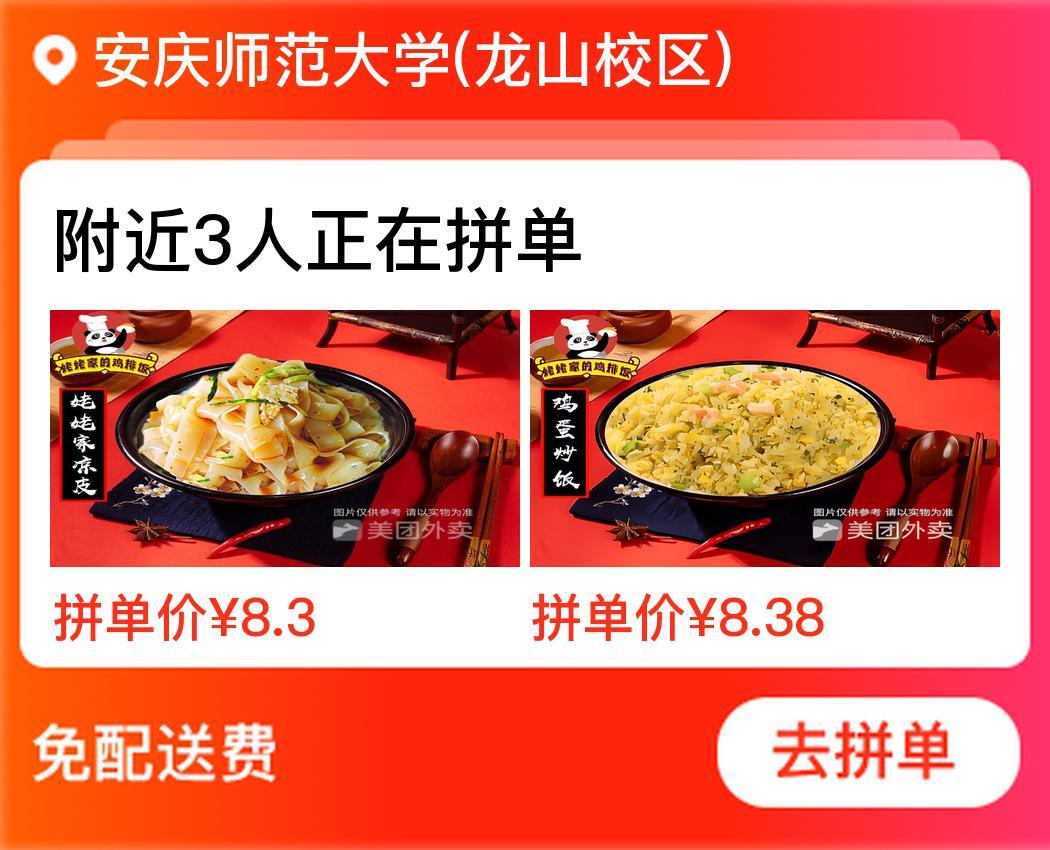 安庆师范大学(龙山校区)
附近3人正在拼单
姥姥家的鸡排饭
姥姥家凉皮
图片仅供参考 请以实物为准
美团外卖
姥姥家的鸡排饭
鸡蛋炒饭
图片仅供参考 请以实物为准
美团外卖
拼单价¥8.3
拼单价¥8.38
免配送费
去拼单